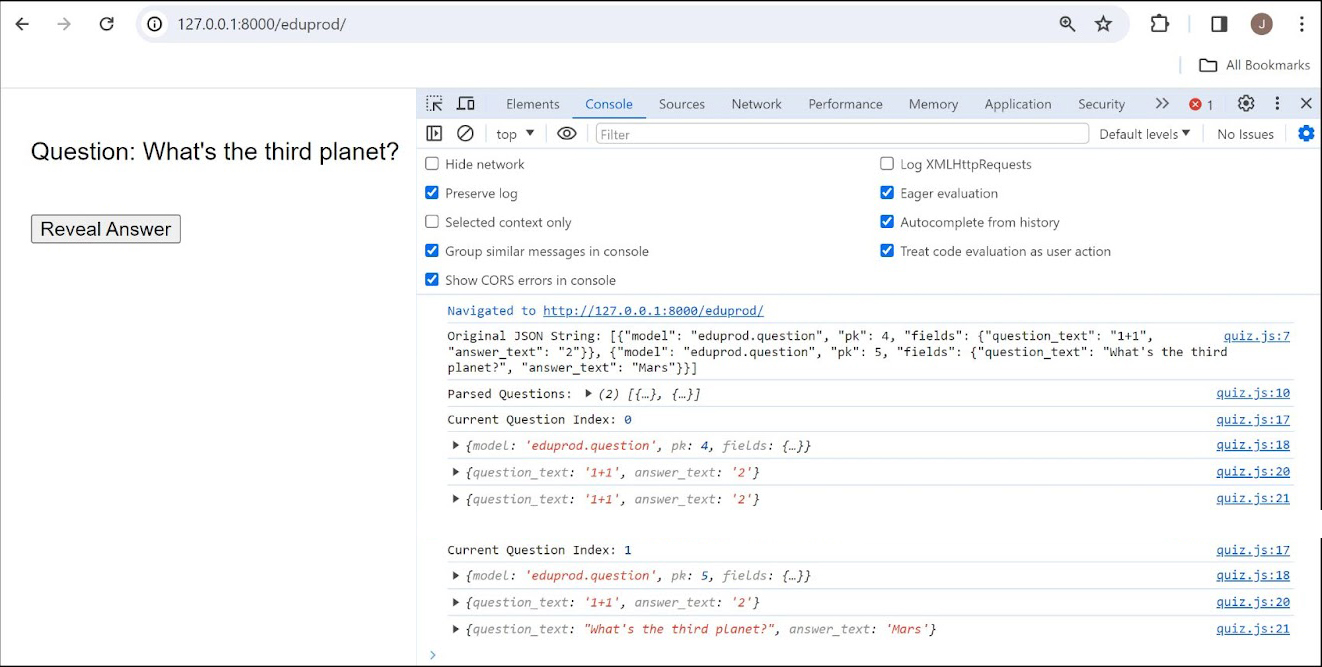 127.0.0.1:8000/eduprod/
J
All Bookmarks
Question: What's the third planet?
Reveal Answer
Elements Console Sources Network Performance Memory Application Security 1
top Filter Default levels No Issues
Hide network Log XMLHttpRequests
Preserve log Eager evaluation
Selected context only Autocomplete from history
Group similar messages in console Treat code evaluation as user action
Show CORS errors in console
Navigated to http://127.0.0.1:8000/eduprod/
Original JSON String: [{"model": "eduprod.question", "pk": 4, "fields": {"question_text": "1+1", quiz.js:7
"answer_text": "2"}}, {"model": "eduprod.question", "pk": 5, "fields": {"question_text": "What's the third
planet?", "answer_text": "Mars"}}]
Parsed Questions: ▶ (2) [{…}, {…}] quiz.js:10
Current Question Index: 0 quiz.js:17
▶ {model: 'eduprod.question', pk: 4, fields: {…}} quiz.js:18
▶ {question_text: '1+1', answer_text: '2'} quiz.js:20
▶ {question_text: '1+1', answer_text: '2'} quiz.js:21
Current Question Index: 1 quiz.js:17
▶ {model: 'eduprod.question', pk: 5, fields: {…}} quiz.js:18
▶ {question_text: '1+1', answer_text: '2'} quiz.js:20
▶ {question_text: "What's the third planet?", answer_text: 'Mars'} quiz.js:21